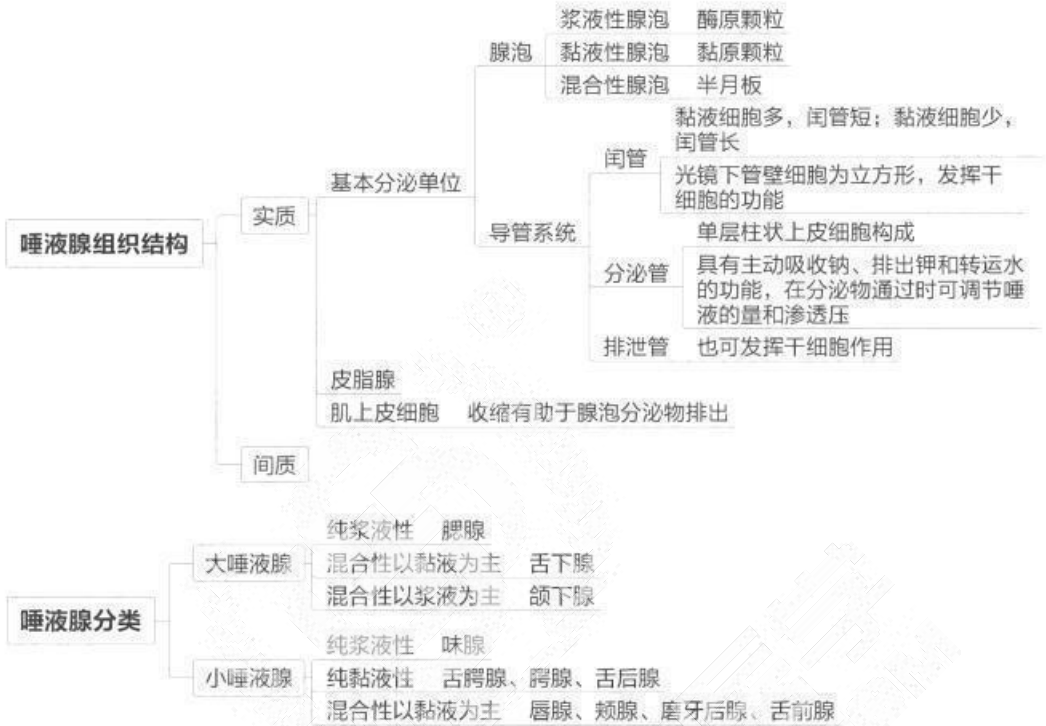 唾液腺组织结构
实质
基本分泌单位
腺泡
浆液性腺泡 酶原颗粒
黏液性腺泡 黏原颗粒
混合性腺泡 半月板
导管系统
闰管
黏液细胞多，闰管短；黏液细胞少，
闰管长
光镜下管壁细胞为立方形，发挥干
细胞的功能
分泌管
单层柱状上皮细胞构成
具有主动吸收钠、排出钾和转运水
的功能，在分泌物通过时可调节唾
液的量和渗透压
排泄管 也可发挥干细胞作用
皮脂腺
肌上皮细胞 收缩有助于腺泡分泌物排出
间质
唾液腺分类
大唾液腺
纯浆液性 腮腺
混合性以黏液为主 舌下腺
混合性以浆液为主 颌下腺
小唾液腺
纯浆液性 味腺
纯黏液性 舌腭腺、腭腺、舌后腺
混合性以黏液为主 唇腺、颊腺、磨牙后腺、舌前腺